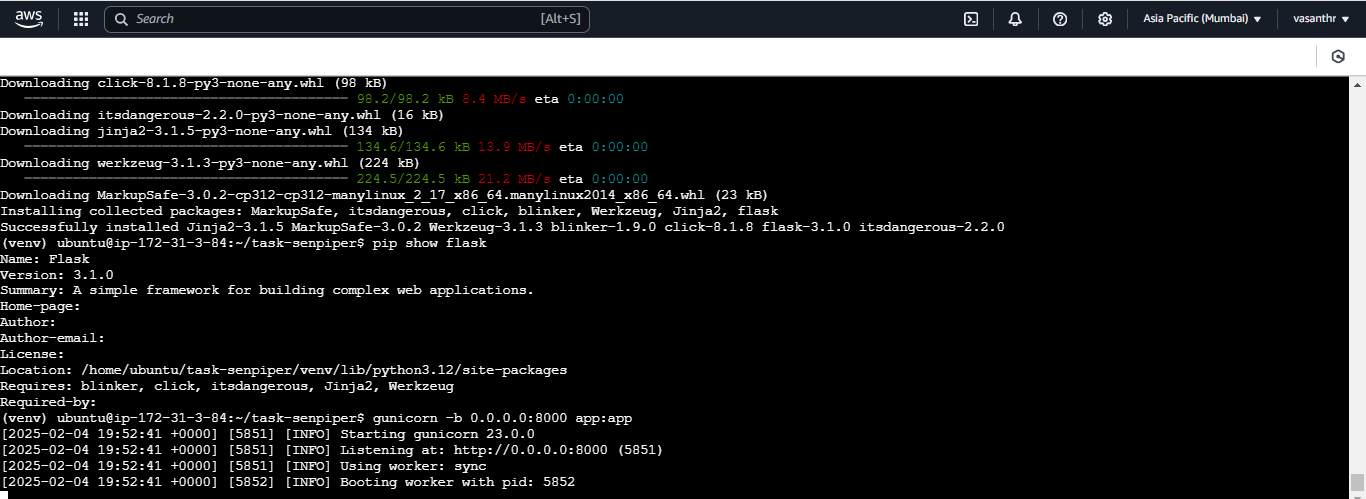 aws
Search [Alt+S] Asia Pacific (Mumbai) vasanthr
Downloading click-8.1.8-py3-none-any.whl (98 kB)
98.2/98.2 kB 8.4 MB/s eta 0:00:00
Downloading itsdangerous-2.2.0-py3-none-any.whl (16 kB)
Downloading jinja2-3.1.5-py3-none-any.whl (134 kB)
134.6/134.6 kB 13.9 MB/s eta 0:00:00
Downloading werkzeug-3.1.3-py3-none-any.whl (224 kB)
224.5/224.5 kB 21.2 MB/s eta 0:00:00
Downloading MarkupSafe-3.0.2-cp312-cp312-manylinux_2_17_x86_64.manylinux2014_x86_64.whl (23 kB)
Installing collected packages: MarkupSafe, itsdangerous, click, blinker, Werkzeug, Jinja2, flask
Successfully installed Jinja2-3.1.5 MarkupSafe-3.0.2 Werkzeug-3.1.3 blinker-1.9.0 click-8.1.8 flask-3.1.0 itsdangerous-2.2.0
(venv) ubuntu@ip-172-31-3-84:~/task-senpiper$ pip show flask
Name: Flask
Version: 3.1.0
Summary: A simple framework for building complex web applications.
Home-page:
Author:
Author-email:
License:
Location: /home/ubuntu/task-senpiper/venv/lib/python3.12/site-packages
Requires: blinker, click, itsdangerous, Jinja2, Werkzeug
Required-by:
(venv) ubuntu@ip-172-31-3-84:~/task-senpiper$ gunicorn -b 0.0.0.0:8000 app:app
[2025-02-04 19:52:41 +0000] [5851] [INFO] Starting gunicorn 23.0.0
[2025-02-04 19:52:41 +0000] [5851] [INFO] Listening at: http://0.0.0.0:8000 (5851)
[2025-02-04 19:52:41 +0000] [5851] [INFO] Using worker: sync
[2025-02-04 19:52:41 +0000] [5852] [INFO] Booting worker with pid: 5852